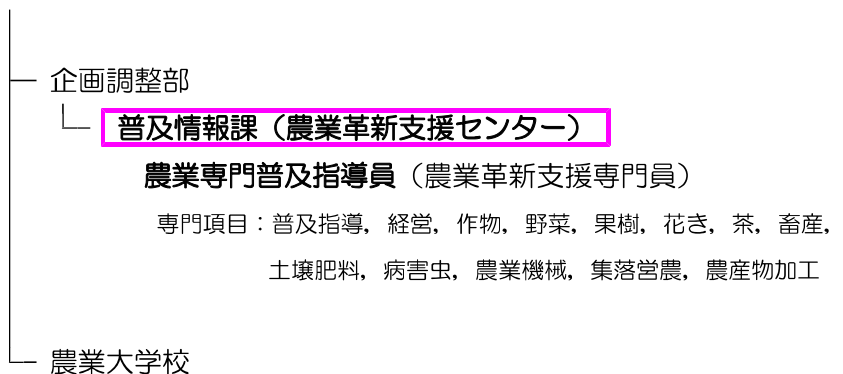 企画調整部
普及情報課（農業革新支援センター）
農業専門普及指導員（農業革新支援専門員）
専門項目：普及指導，経営，作物，野菜，果樹，花き，茶，畜産，
土壌肥料，病害虫，農業機械，集落営農，農産物加工
農業大学校